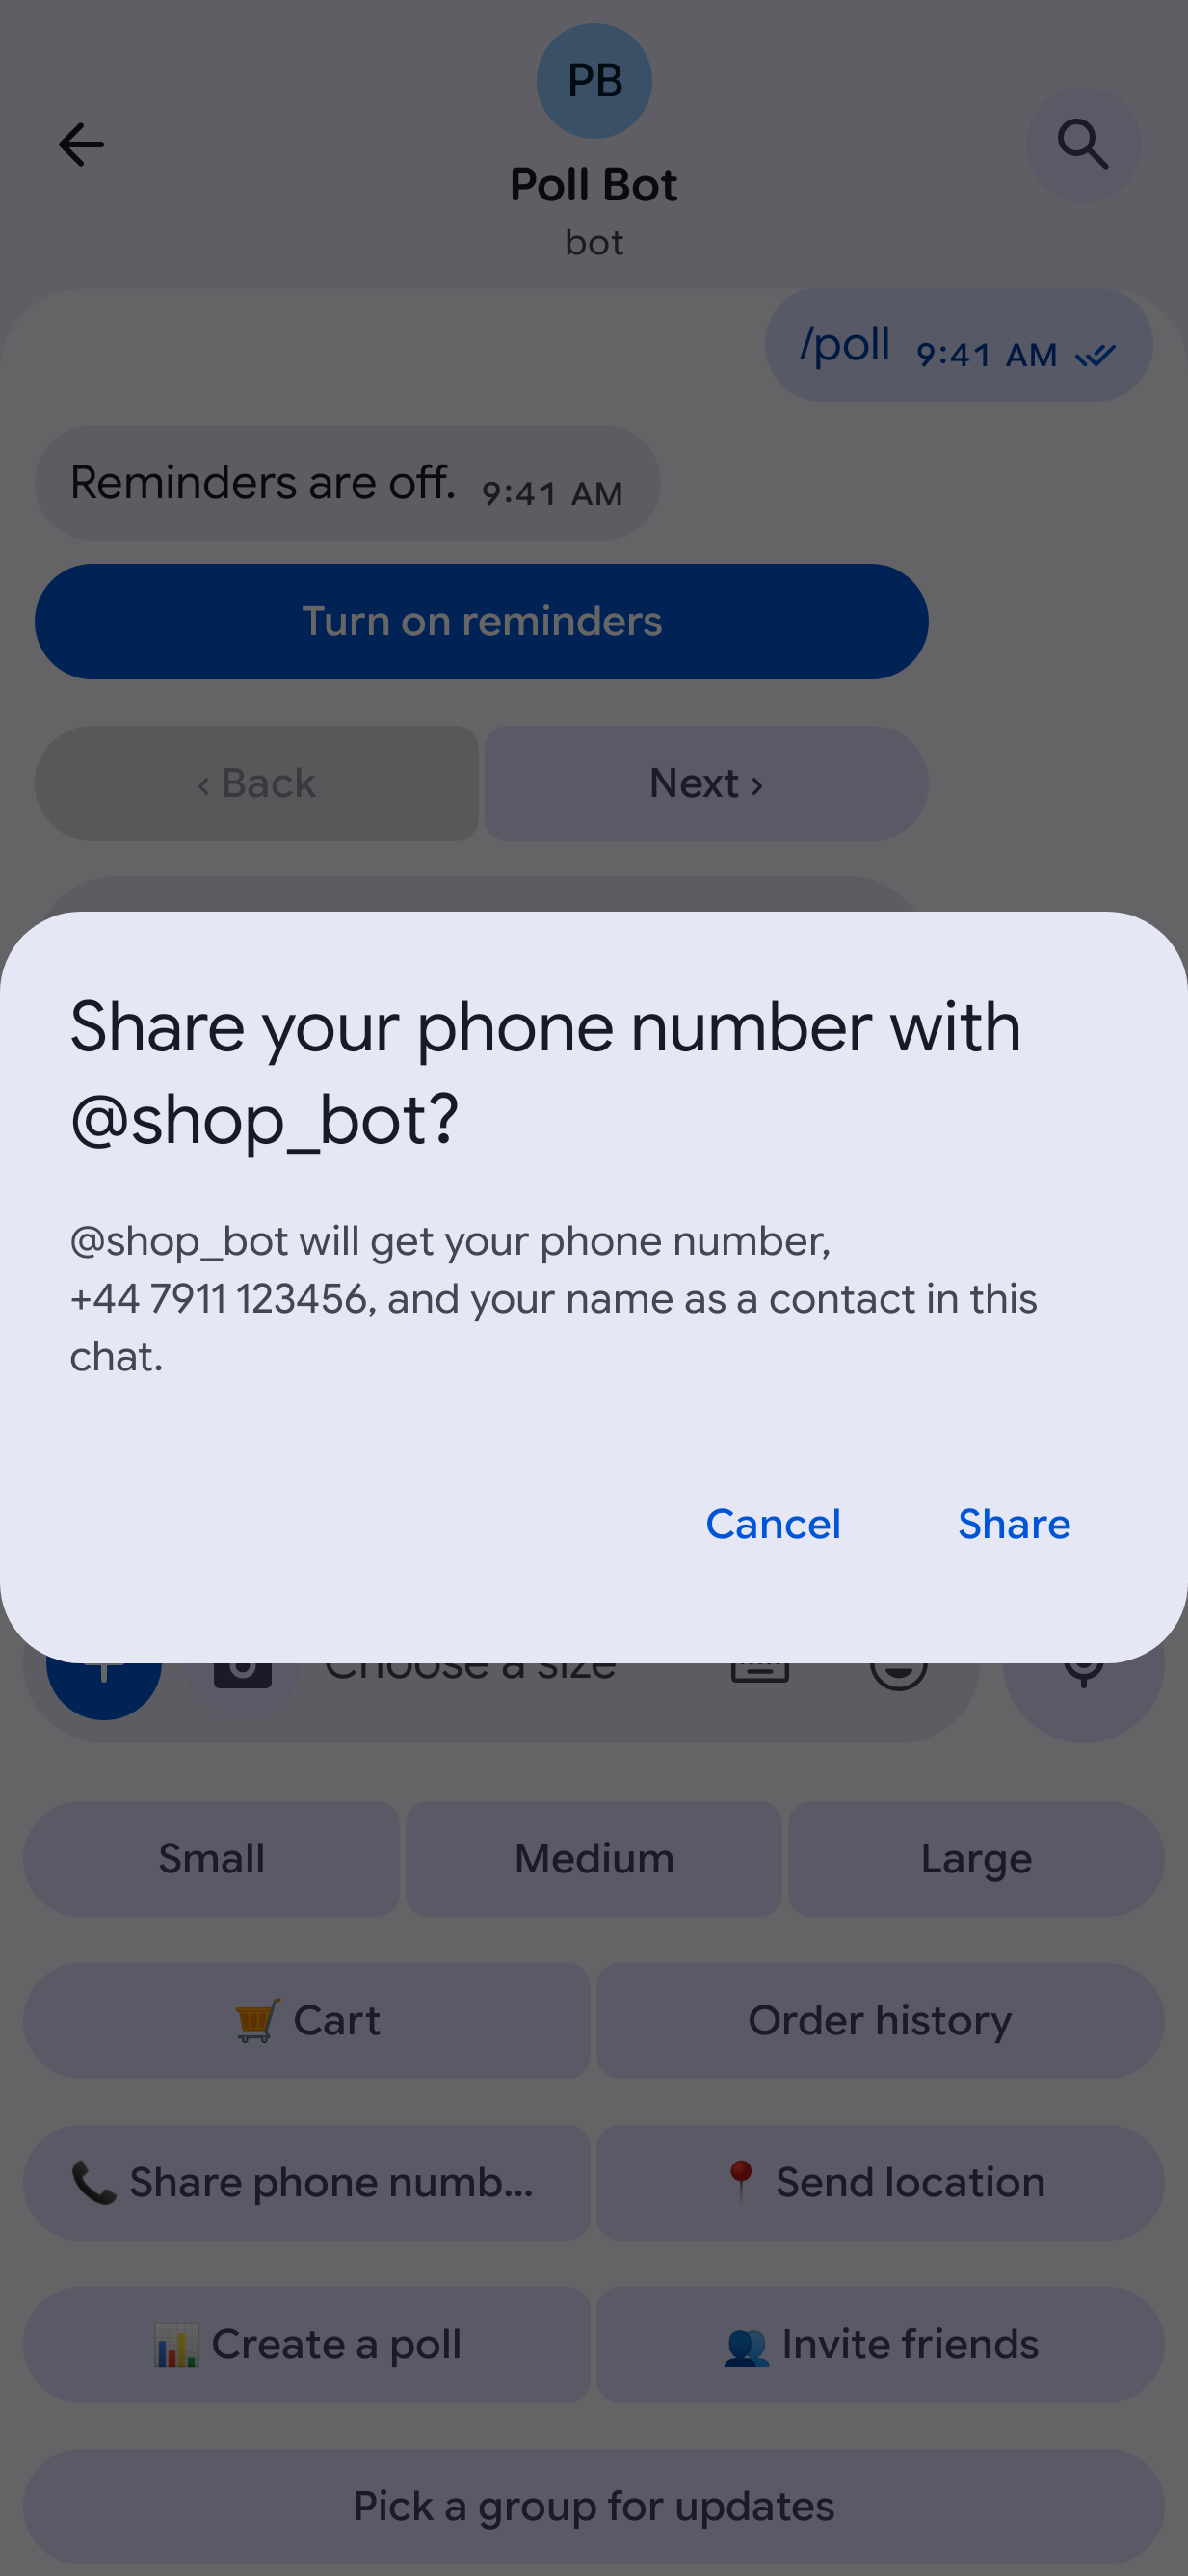 PB
Poll Bot
bot
/poll 9:41 AM
Reminders are off. 9:41 AM
Turn on reminders
‹ Back
Next ›
Share your phone number with
@shop_bot?
@shop_bot will get your phone number,
+44 7911 123456, and your name as a contact in this
chat.
Cancel
Share
Choose a size
Small
Medium
Large
Cart
Order history
Share phone numb...
Send location
Create a poll
Invite friends
Pick a group for updates